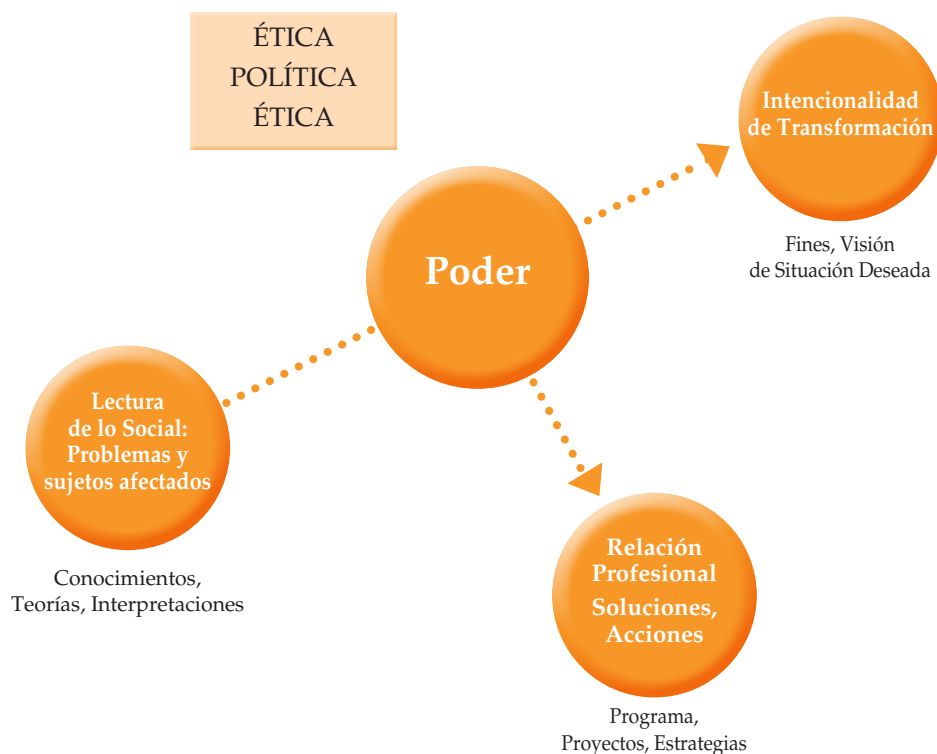 ÉTICA
POLÍTICA
ÉTICA
Intencionalidad
de Transformación
Fines, Visión
de Situación Deseada
Poder
Lectura
de lo Social:
Problemas y
sujetos afectados
Conocimientos,
Teorías, Interpretaciones
Relación
Profesional
Soluciones,
Acciones
Programa,
Proyectos, Estrategias